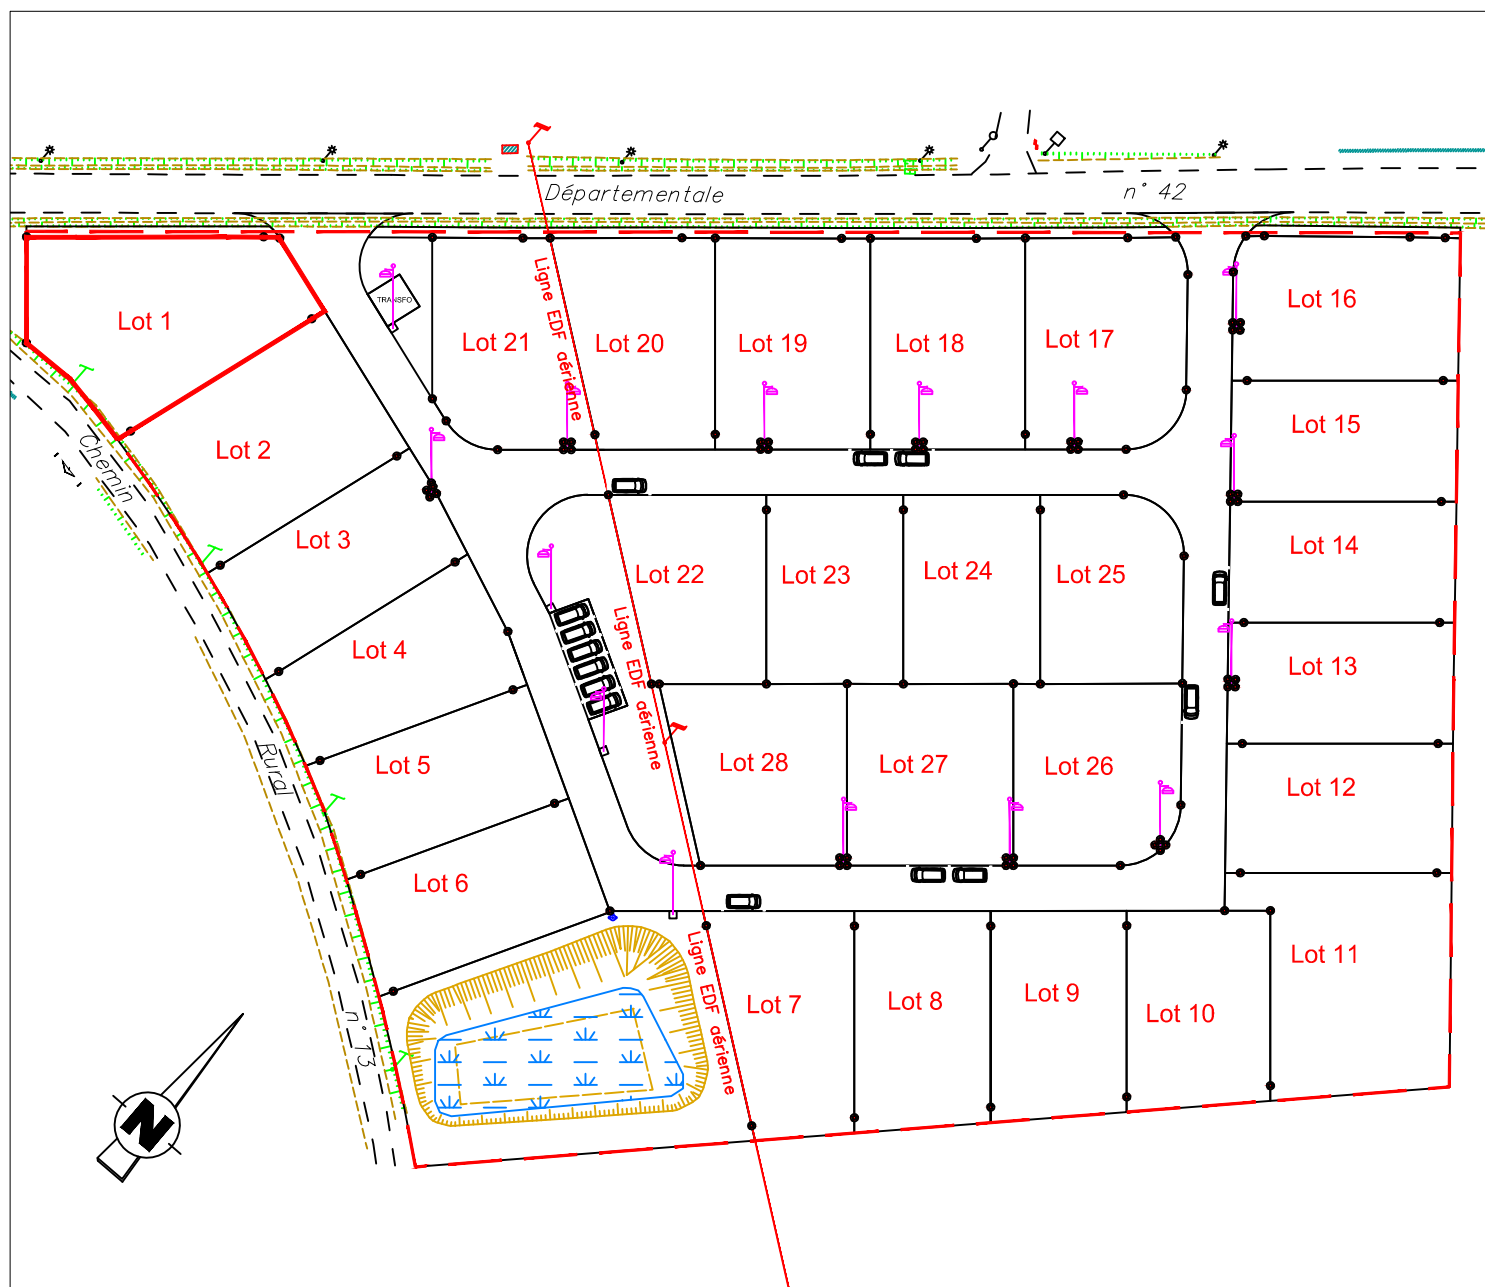 Départementale
n° 42
Lot 1
TRANSFO
Lot 21
Ligne EDF aérienne
Lot 20
Lot 19
Lot 18
Lot 17
Lot 16
Lot 2
Chemin
Lot 15
Lot 3
Lot 14
Lot 22
Lot 23
Lot 24
Lot 25
Lot 4
Ligne EDF aérienne
Lot 13
Rural
Lot 5
Lot 28
Lot 27
Lot 26
Lot 12
Lot 6
Lot 11
Ligne EDF aérienne
Lot 7
Lot 8
Lot 9
Lot 10
n° 13
N